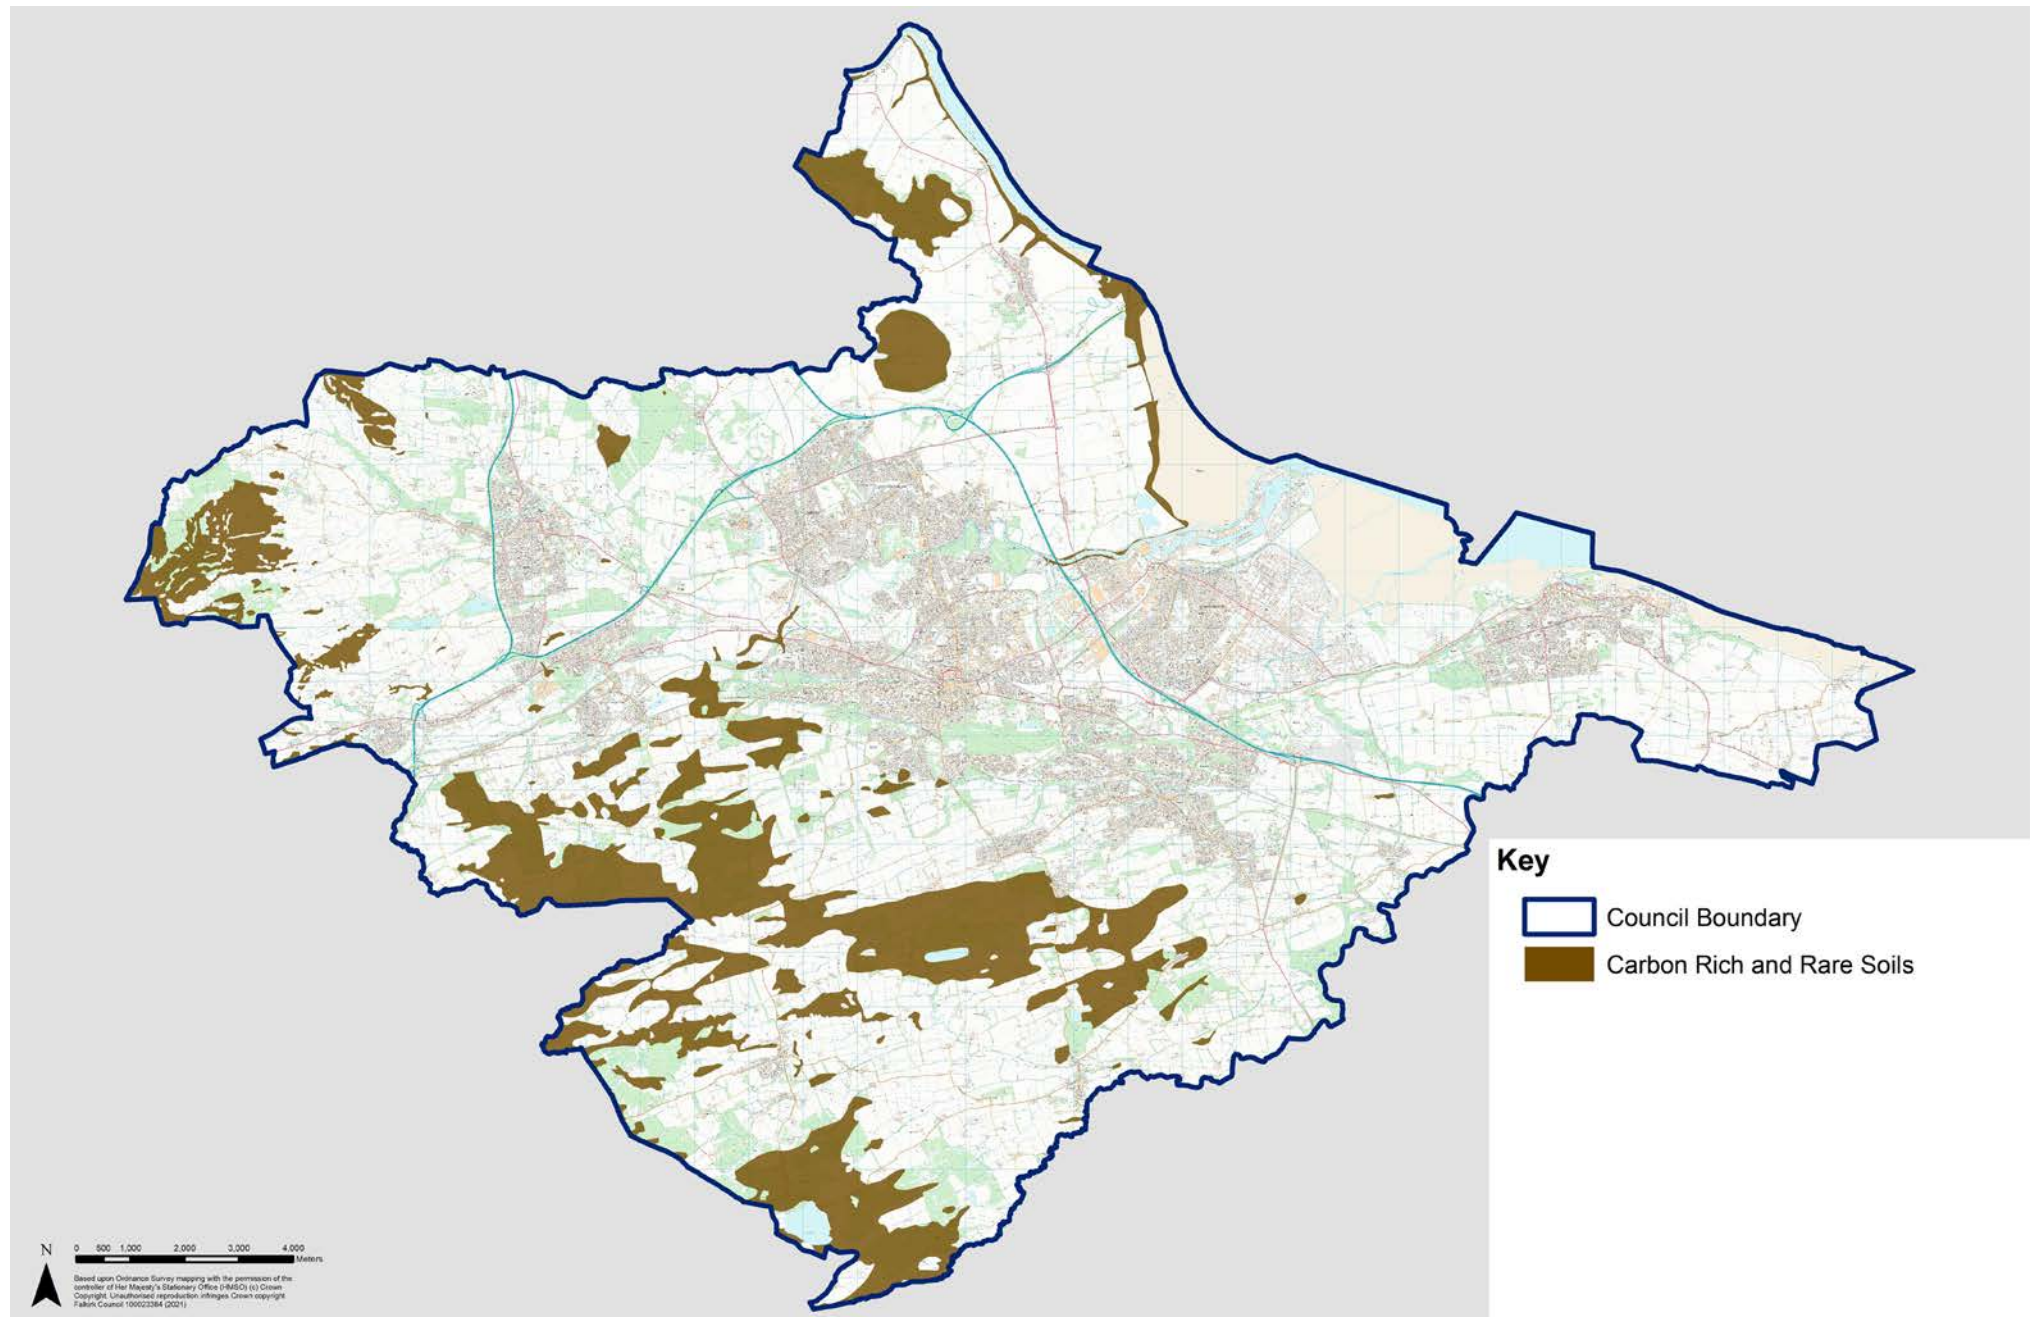 Key
Council Boundary
Carbon Rich and Rare Soils
N
0 500 1,000 2,000 3,000 4,000
Meters
Based upon Ordnance Survey mapping with the permission of the
controller of Her Majesty's Stationery Office (HMSO) (c) Crown
Copyright. Unauthorised reproduction infringes Crown copyright
Falkirk Council 100023384 (2021)